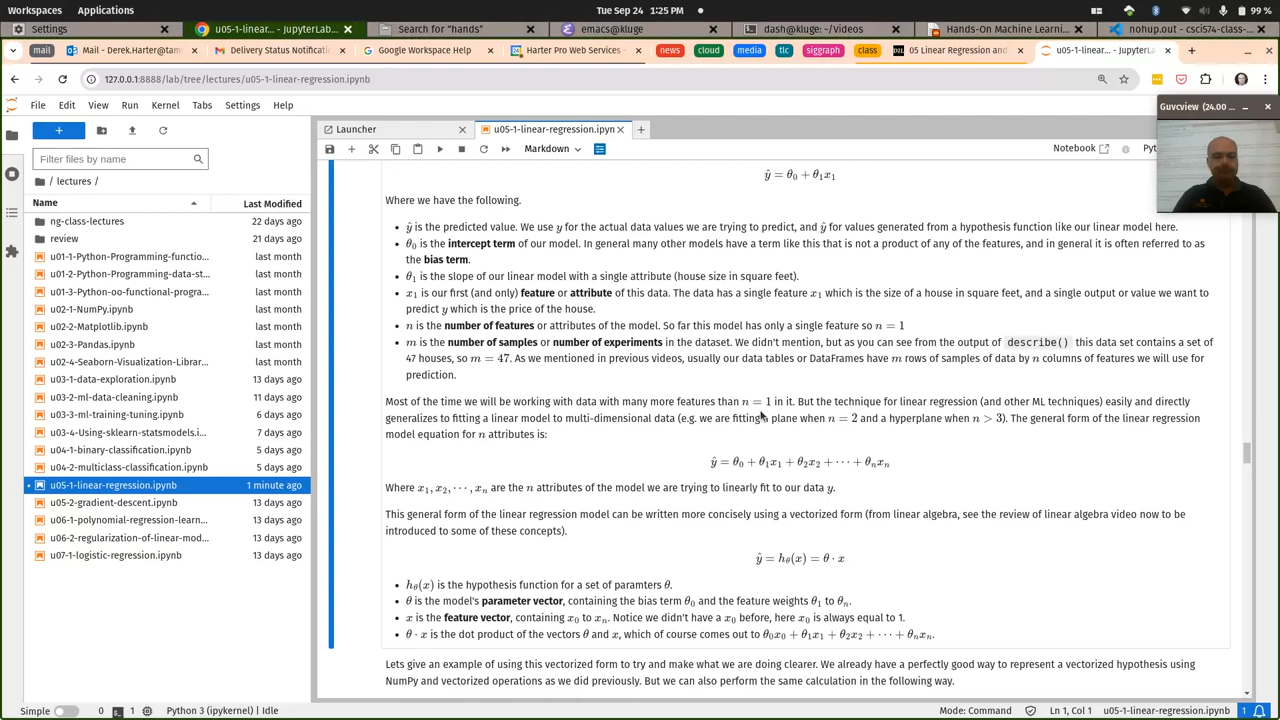 Workspaces Applications Tue Sep 24 1:25 PM 99 %
Settings u05-1-linear-regression.ipynb - JupyterLab Search for "hands" emacs@kluge dash@kluge: ~/Videos Hands-On Machine Learning nohup.out - csci574-class-
mail Mail - Derek.Harter@tam Delivery Status Notificati Google Workspace Help Harter Pro Web Services - news cloud media tlc siggraph class 05 Linear Regression and u05-1-linear-regression.ip
127.0.0.1:8888/lab/tree/lectures/u05-1-linear-regression.ipynb
Guvcview (24.00
File Edit View Run Kernel Tabs Settings Help
Launcher u05-1-linear-regression.ipyn
Markdown Notebook Pyt
Filter files by name
/ lectures /
Name Last Modified
ng-class-lectures 22 days ago
review 21 days ago
u01-1-Python-Programming-functio... last month
u01-2-Python-Programming-data-st... last month
u01-3-Python-oo-functional-progra... last month
u02-1-NumPy.ipynb last month
u02-2-Matplotlib.ipynb last month
u02-3-Pandas.ipynb last month
u02-4-Seaborn-Visualization-Librar... last month
u03-1-data-exploration.ipynb 13 days ago
u03-2-ml-data-cleaning.ipynb 13 days ago
u03-3-ml-training-tuning.ipynb 13 days ago
u03-4-Using-sklearn-statsmodels.i... 7 days ago
u04-1-binary-classification.ipynb 5 days ago
u04-2-multiclass-classification.ipynb 5 days ago
u05-1-linear-regression.ipynb 1 minute ago
u05-2-gradient-descent.ipynb 13 days ago
u06-1-polynomial-regression-learn... 13 days ago
u06-2-regularization-of-linear-mod... 13 days ago
u07-1-logistic-regression.ipynb 13 days ago
ŷ = θ₀ + θ₁x₁
Where we have the following.
• ŷ is the predicted value. We use y for the actual data values we are trying to predict, and ŷ for values generated from a hypothesis function like our linear model here.
• θ₀ is the intercept term of our model. In general many other models have a term like this that is not a product of any of the features, and in general it is often referred to as
the bias term.
• θ₁ is the slope of our linear model with a single attribute (house size in square feet).
• x₁ is our first (and only) feature or attribute of this data. The data has a single feature x₁ which is the size of a house in square feet, and a single output or value we want to
predict y which is the price of the house.
• n is the number of features or attributes of the model. So far this model has only a single feature so n = 1
• m is the number of samples or number of experiments in the dataset. We didn't mention, but as you can see from the output of describe() this data set contains a set of
47 houses, so m = 47. As we mentioned in previous videos, usually our data tables or DataFrames have m rows of samples of data by n columns of features we will use for
prediction.
Most of the time we will be working with data with many more features than n = 1 in it. But the technique for linear regression (and other ML techniques) easily and directly
generalizes to fitting a linear model to multi-dimensional data (e.g. we are fitting a plane when n = 2 and a hyperplane when n > 3). The general form of the linear regression
model equation for n attributes is:
ŷ = θ₀ + θ₁x₁ + θ₂x₂ + ··· + θₙxₙ
Where x₁, x₂, ··· , xₙ are the n attributes of the model we are trying to linearly fit to our data y.
This general form of the linear regression model can be written more concisely using a vectorized form (from linear algebra, see the review of linear algebra video now to be
introduced to some of these concepts).
ŷ = h_θ(x) = θ · x
• h_θ(x) is the hypothesis function for a set of paramters θ.
• θ is the model's parameter vector, containing the bias term θ₀ and the feature weights θ₁ to θₙ.
• x is the feature vector, containing x₀ to xₙ. Notice we didn't have a x₀ before, here x₀ is always equal to 1.
• θ · x is the dot product of the vectors θ and x, which of course comes out to θ₀x₀ + θ₁x₁ + θ₂x₂ + ··· + θₙxₙ.
Lets give an example of using this vectorized form to try and make what we are doing clearer. We already have a perfectly good way to represent a vectorized hypothesis using
NumPy and vectorized operations as we did previously. But we can also perform the same calculation in the following way.
Simple 0 1 Python 3 (ipykernel) | Idle Mode: Command Ln 1, Col 1 u05-1-linear-regression.ipynb 1